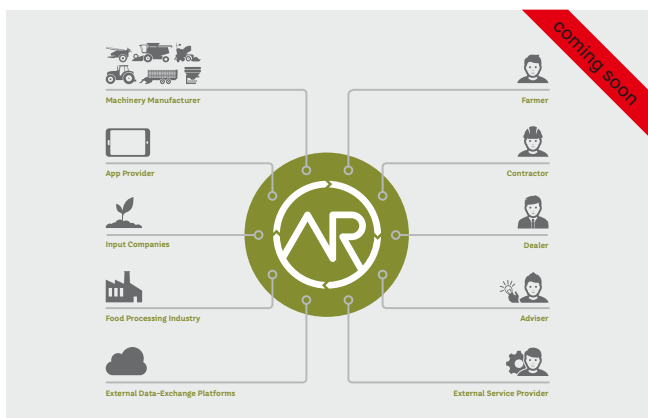 coming soon
Machinery Manufacturer
Farmer
App Provider
Contractor
AR
Input Companies
Dealer
Food Processing Industry
Adviser
External Data-Exchange Platforms
External Service Provider